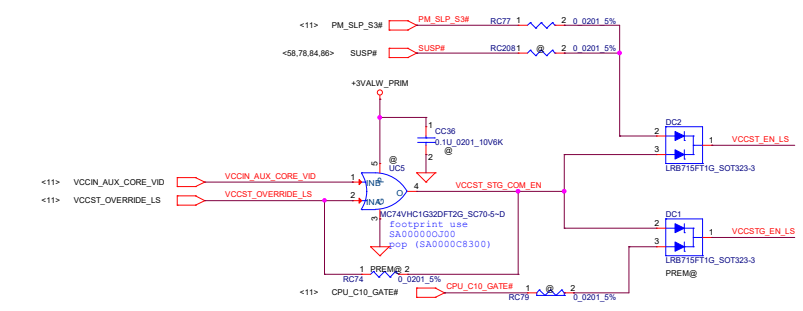 <11> PM_SLP_S3# PM_SLP_S3# RC77 1 2 0_0201_5%
<58,78,84,86> SUSP# SUSP# RC208 1 @ 2 0_0201_5%
+3VALW_PRIM
1
CC36
0.1U_0201_10V6K
2 @
DC2
2
3
1 VCCST_EN_LS
LRB715FT1G_SOT323-3
5 @
UC5
<11> VCCIN_AUX_CORE_VID VCCIN_AUX_CORE_VID 1 INB P
O 4 VCCST_STG_COM_EN
<11> VCCST_OVERRIDE_LS VCCST_OVERRIDE_LS 2 INA G
3
MC74VHC1G32DFT2G_SC70-5~D
footprint use
SA00000OJ00
pop (SA0000C8300)
DC1
2
3
1 VCCSTG_EN_LS
LRB715FT1G_SOT323-3
PREM@
1 PREM@ 2
RC74 0_0201_5%
<11> CPU_C10_GATE# CPU_C10_GATE# 1 @ 2
RC79 0_0201_5%